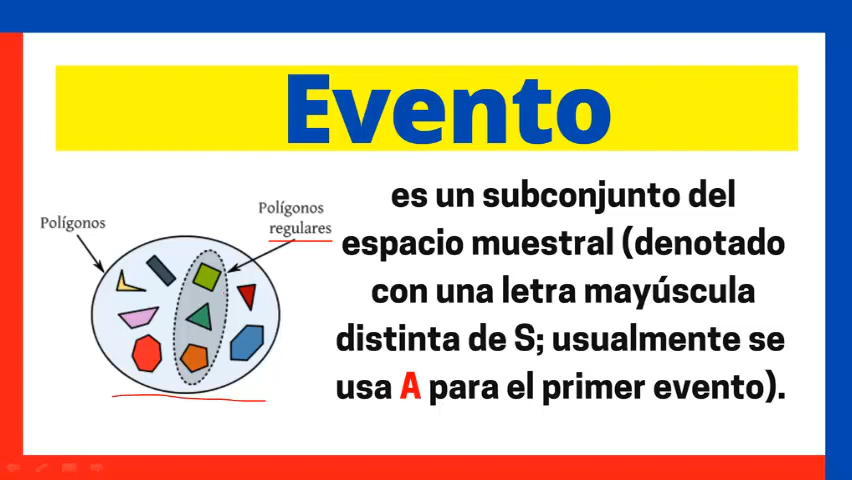 Evento
Polígonos
Polígonos
regulares
es un subconjunto del
espacio muestral (denotado
con una letra mayúscula
distinta de S; usualmente se
usa A para el primer evento).